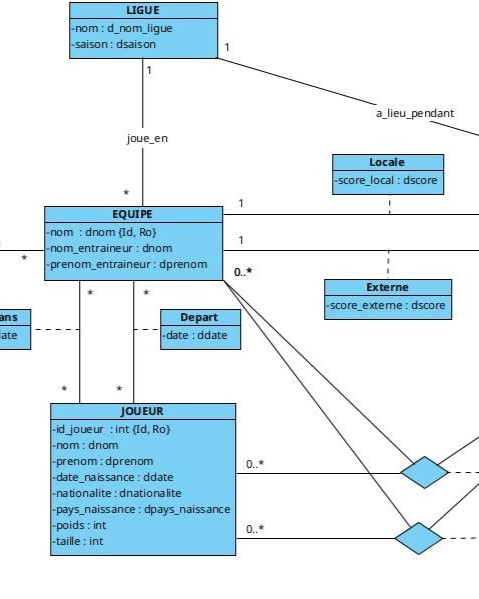 LIGUE
-nom : d_nom_ligue
-saison : dsaison
1
1
a_lieu_pendant
joue_en
Locale
-score_local : dscore
*
EQUIPE
-nom : dnom {Id, Ro}
-nom_entraineur : dnom
-prenom_entraineur : dprenom
1
1
*
0..*
Externe
-score_externe : dscore
*
*
ans
ate
Depart
-date : ddate
*
*
JOUEUR
-id_joueur : int {Id, Ro}
-nom : dnom
-prenom : dprenom
-date_naissance : ddate
-nationalite : dnationalite
-pays_naissance : dpays_naissance
-poids : int
-taille : int
0..*
0..*